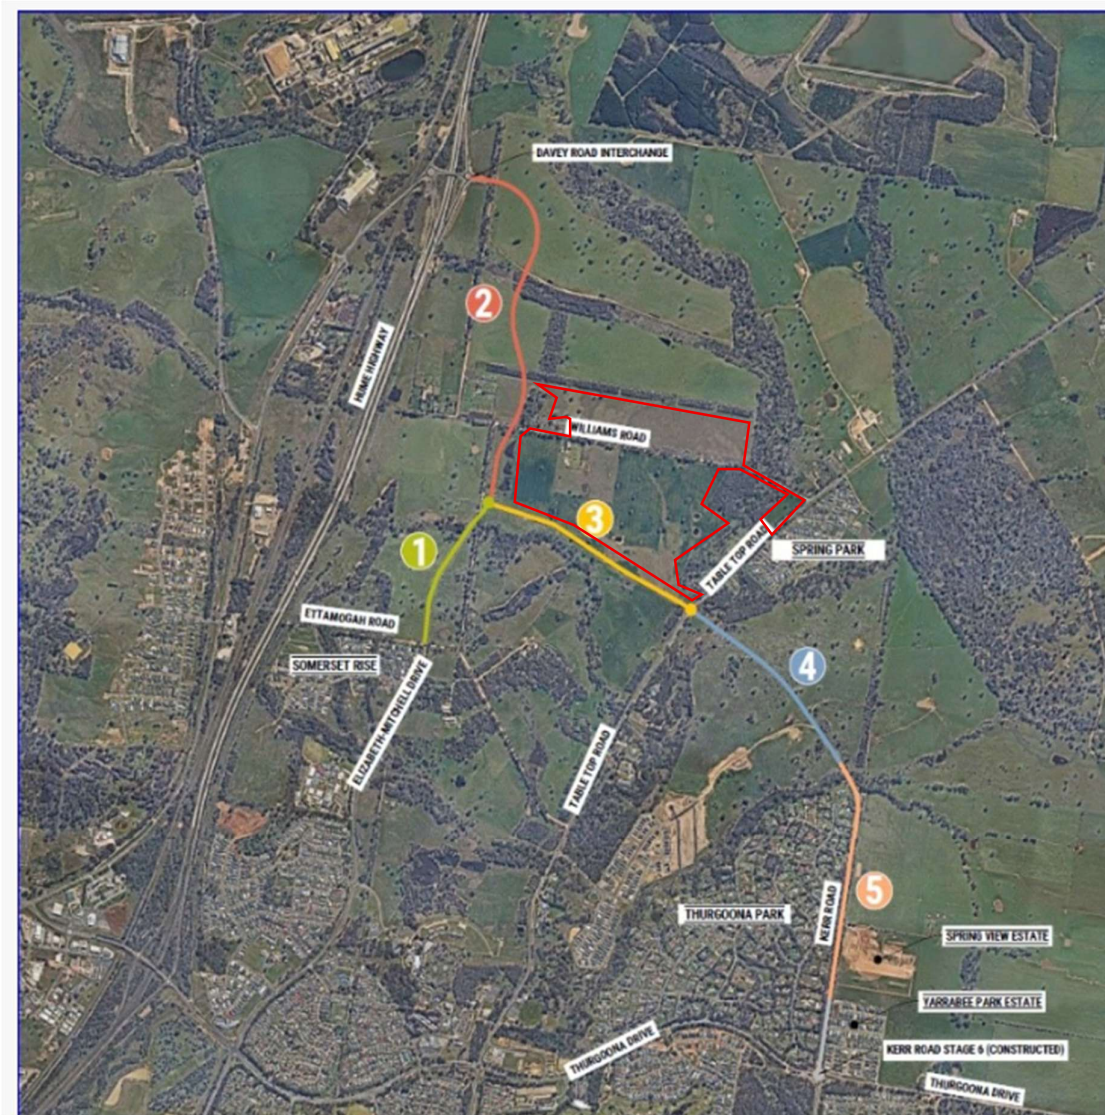 DAVEY ROAD INTERCHANGE
2
HUME HIGHWAY
WILLIAMS ROAD
3
1
TABLE TOP ROAD
SPRING PARK
ETTAMOGAH ROAD
SOMERSET RISE
4
ELIZABETH-MITCHELL DRIVE
TABLE TOP ROAD
5
KERR ROAD
THURGOONA PARK
SPRING VIEW ESTATE
YARRABEE PARK ESTATE
THURGOONA DRIVE
KERR ROAD STAGE 6 (CONSTRUCTED)
THURGOONA DRIVE